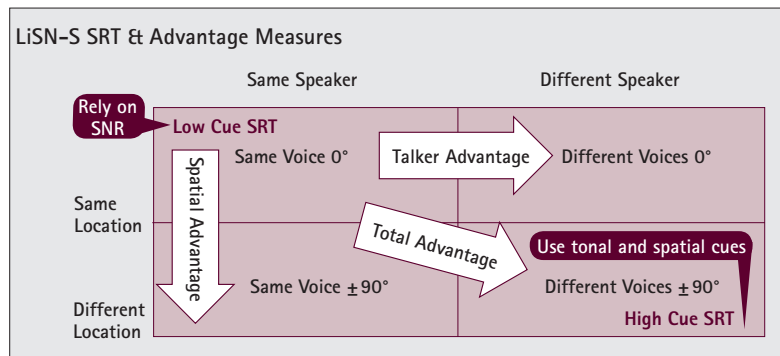 LiSN-S SRT & Advantage Measures
Same Speaker
Different Speaker
Rely on
SNR
Low Cue SRT
Same Voice 0°
Talker Advantage
Different Voices 0°
Spatial Advantage
Same
Location
Total Advantage
Use tonal and spatial cues
Same Voice ±90°
Different Voices ±90°
Different
Location
High Cue SRT